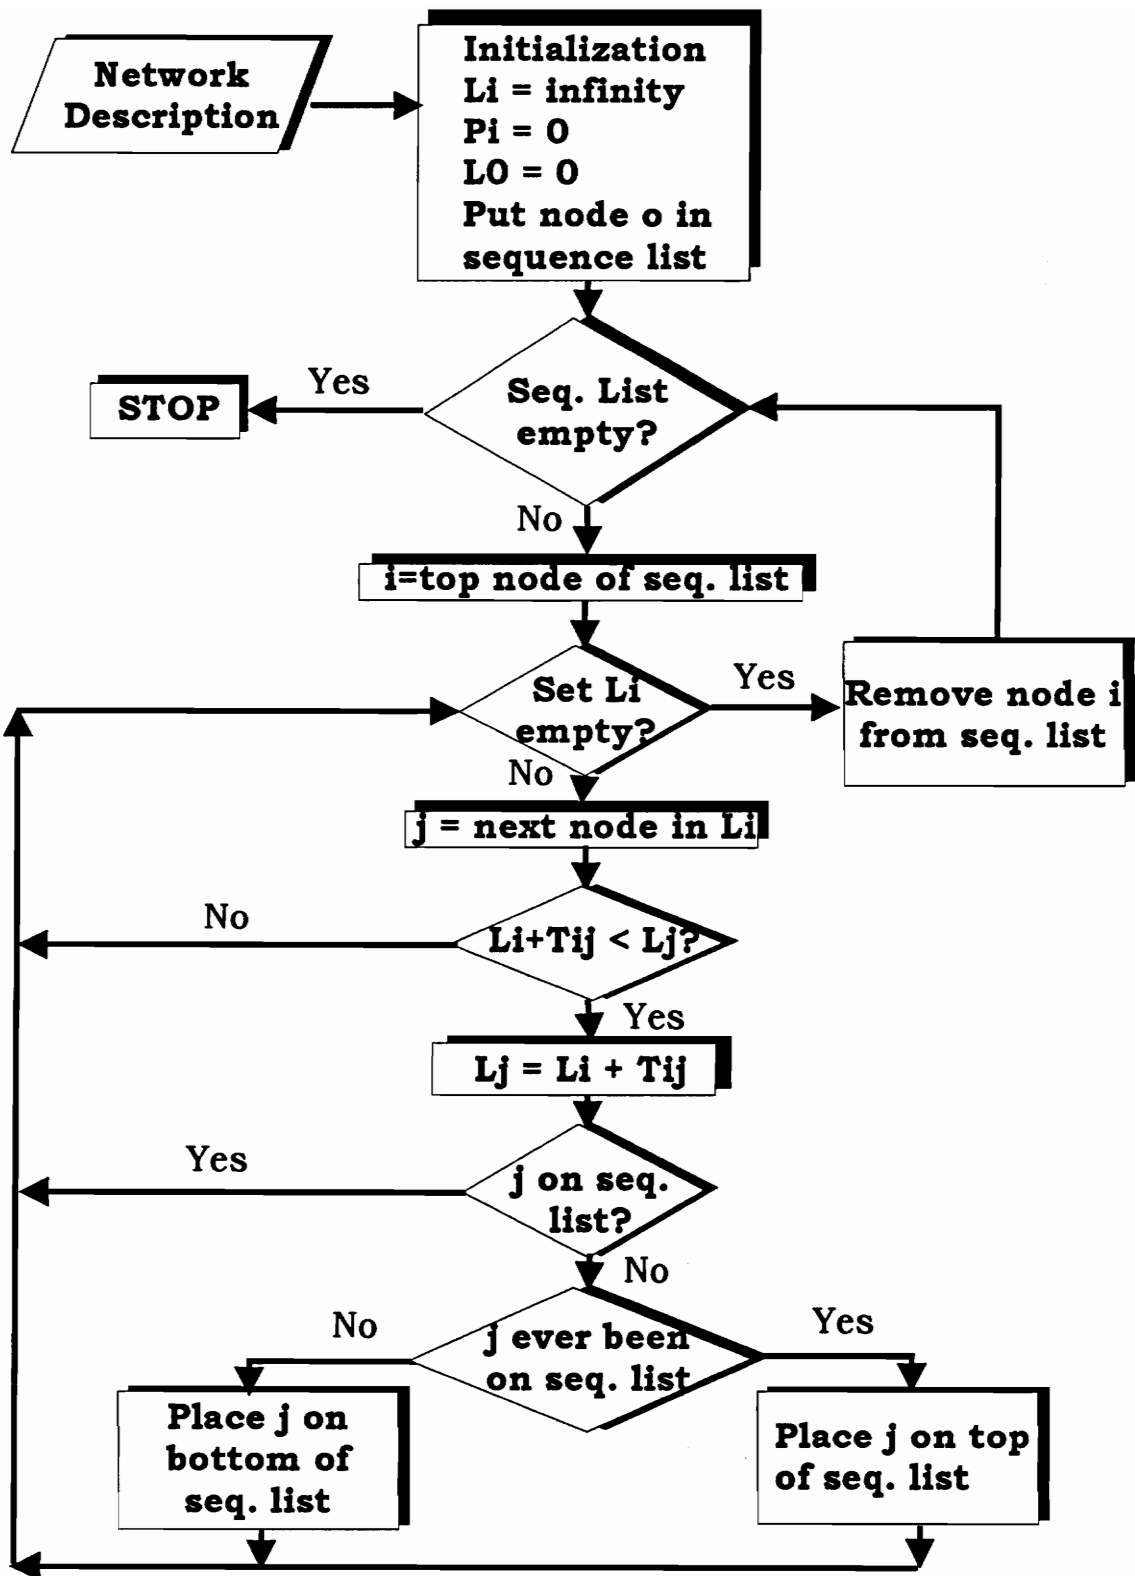 Network
Description
Initialization
Li = infinity
Pi = 0
L0 = 0
Put node o in
sequence list
Seq. List
empty?
Yes
STOP
No
i=top node of seq. list
Set Li
empty?
Yes
Remove node i
from seq. list
No
j = next node in Li
Li+Tij < Lj?
No
Yes
Lj = Li + Tij
j on seq.
list?
Yes
No
j ever been
on seq. list
No
Yes
Place j on
bottom of
seq. list
Place j on top
of seq. list